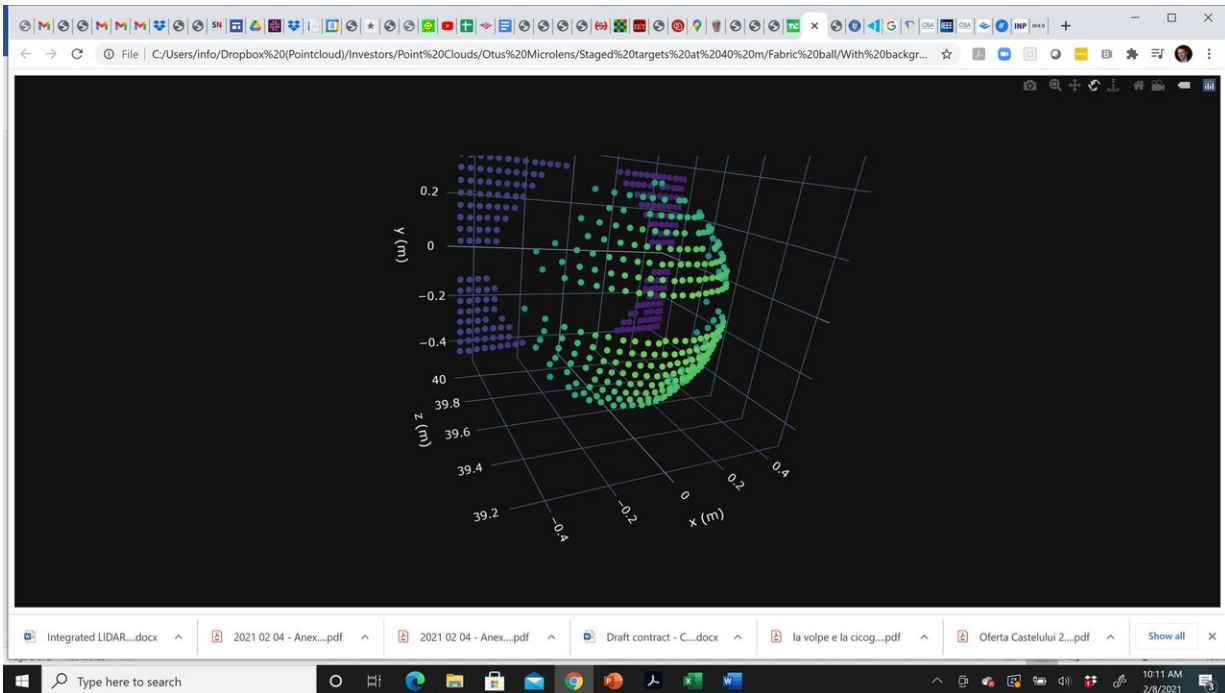 File | C:/Users/info/Dropbox%20(Pointcloud)/Investors/Point%20Clouds/Otus%20Microlens/Staged%20targets%20at%2040%20m/Fabric%20ball/With%20backgr...
0.2
0
−0.2
−0.4
Y (m)
40
39.8
39.6
39.4
39.2
z (m)
−0.4
−0.2
0
0.2
0.4
x (m)
Integrated LIDAR....docx
2021 02 04 - Anex....pdf
2021 02 04 - Anex....pdf
Draft contract - C....docx
la volpe e la cicog....pdf
Oferta Castelului 2....pdf
Show all
Type here to search
10:11 AM
2/8/2021